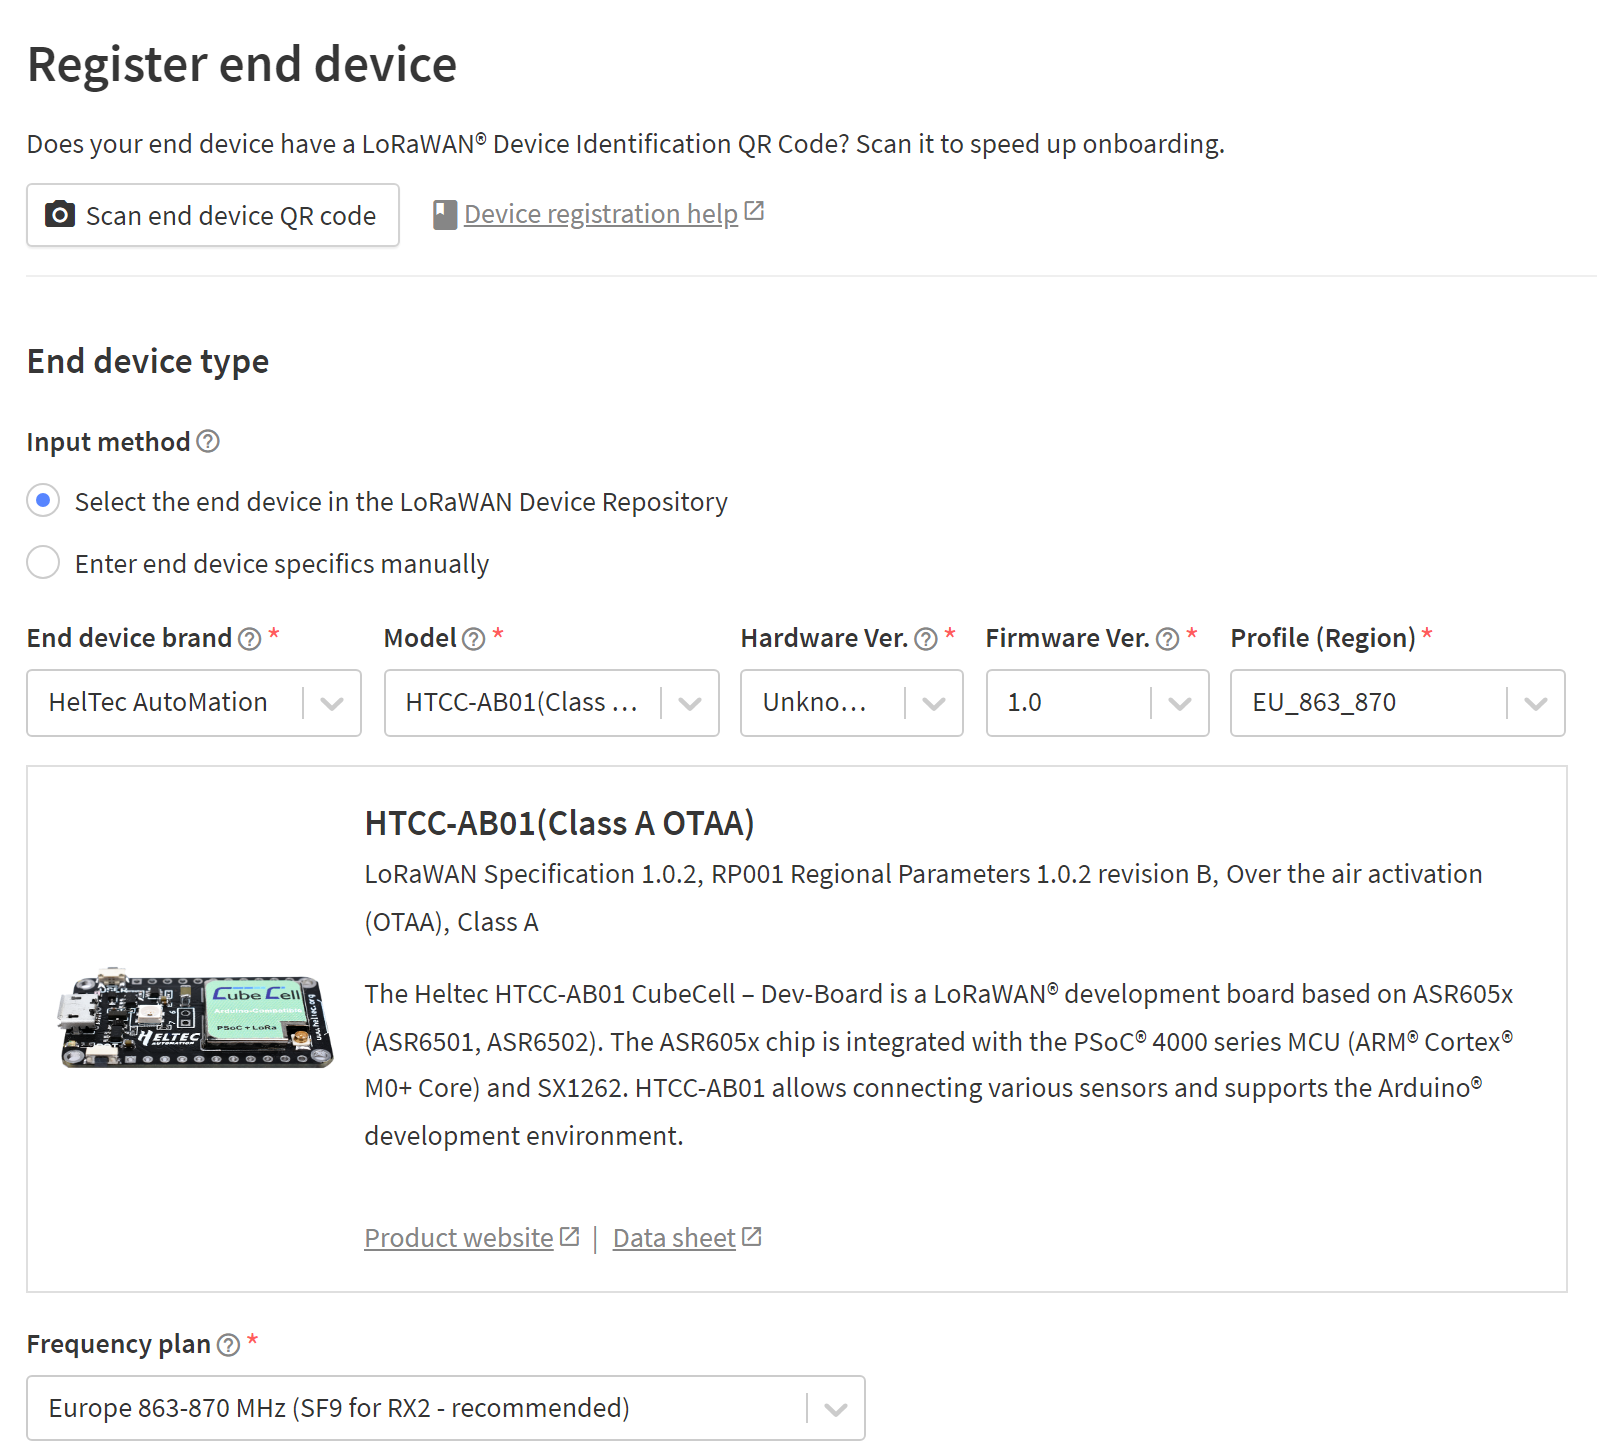 Register end device
Does your end device have a LoRaWAN® Device Identification QR Code? Scan it to speed up onboarding.
Scan end device QR code Device registration help
End device type
Input method
Select the end device in the LoRaWAN Device Repository
Enter end device specifics manually
End device brand * Model * Hardware Ver. * Firmware Ver. * Profile (Region) *
HelTec AutoMation HTCC-AB01(Class ... Unkno... 1.0 EU_863_870
HTCC-AB01(Class A OTAA)
LoRaWAN Specification 1.0.2, RP001 Regional Parameters 1.0.2 revision B, Over the air activation
(OTAA), Class A
CubeCell
Arduino-Compatible
PSoC + LoRa
HELTEC
AUTOMATION
www.heltec.org
The Heltec HTCC-AB01 CubeCell – Dev-Board is a LoRaWAN® development board based on ASR605x
(ASR6501, ASR6502). The ASR605x chip is integrated with the PSoC® 4000 series MCU (ARM® Cortex®
M0+ Core) and SX1262. HTCC-AB01 allows connecting various sensors and supports the Arduino®
development environment.
Product website | Data sheet
Frequency plan *
Europe 863-870 MHz (SF9 for RX2 - recommended)